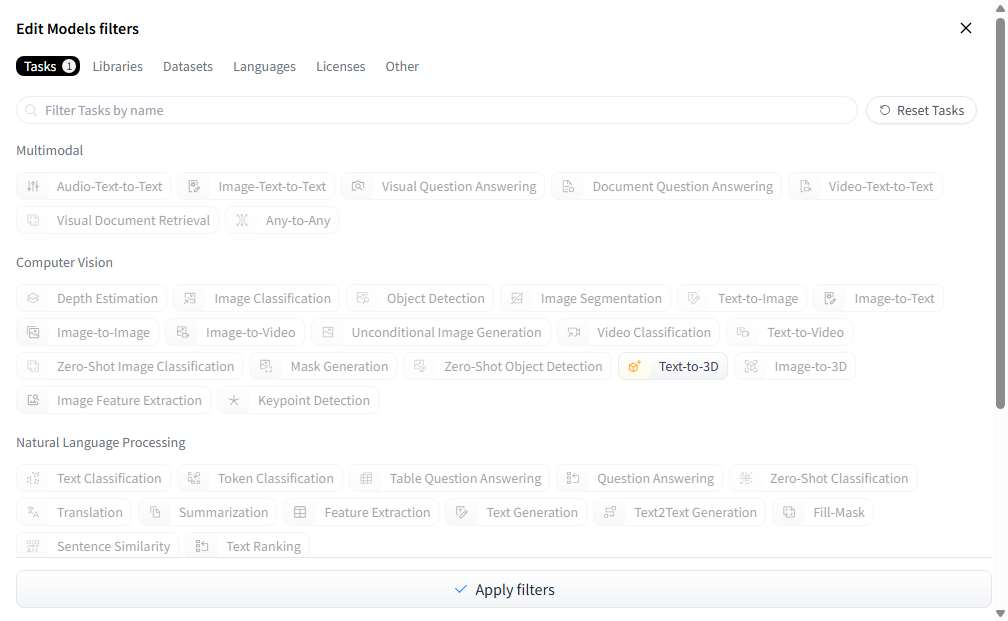 Edit Models filters
Tasks 1 Libraries Datasets Languages Licenses Other
Filter Tasks by name Reset Tasks
Multimodal
Audio-Text-to-Text Image-Text-to-Text Visual Question Answering Document Question Answering Video-Text-to-Text
Visual Document Retrieval Any-to-Any
Computer Vision
Depth Estimation Image Classification Object Detection Image Segmentation Text-to-Image Image-to-Text
Image-to-Image Image-to-Video Unconditional Image Generation Video Classification Text-to-Video
Zero-Shot Image Classification Mask Generation Zero-Shot Object Detection Text-to-3D Image-to-3D
Image Feature Extraction Keypoint Detection
Natural Language Processing
Text Classification Token Classification Table Question Answering Question Answering Zero-Shot Classification
Translation Summarization Feature Extraction Text Generation Text2Text Generation Fill-Mask
Sentence Similarity Text Ranking
Apply filters